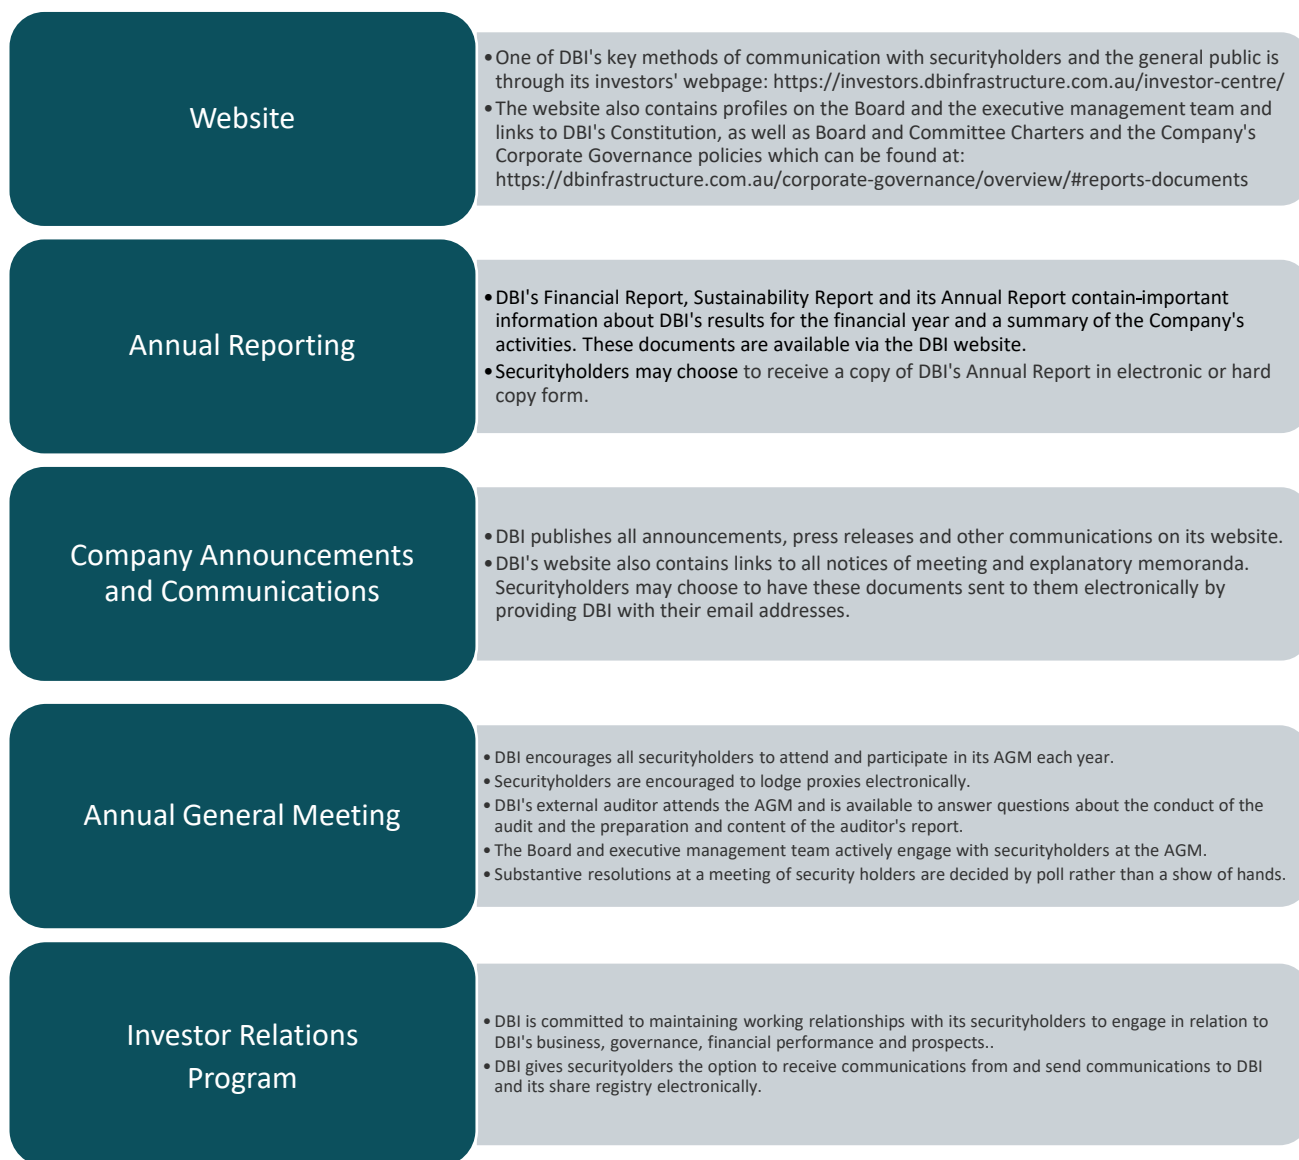 Website
•One of DBI's key methods of communication with securityholders and the general public is
through its investors' webpage: https://investors.dbinfrastructure.com.au/investor-centre/
•The website also contains profiles on the Board and the executive management team and
links to DBI's Constitution, as well as Board and Committee Charters and the Company's
Corporate Governance policies which can be found at:
https://dbinfrastructure.com.au/corporate-governance/overview/#reports-documents
Annual Reporting
•DBI's Financial Report, Sustainability Report and its Annual Report contain-important
information about DBI's results for the financial year and a summary of the Company's
activities. These documents are available via the DBI website.
•Securityholders may choose to receive a copy of DBI's Annual Report in electronic or hard
copy form.
Company Announcements
and Communications
•DBI publishes all announcements, press releases and other communications on its website.
•DBI's website also contains links to all notices of meeting and explanatory memoranda.
Securityholders may choose to have these documents sent to them electronically by
providing DBI with their email addresses.
Annual General Meeting
•DBI encourages all securityholders to attend and participate in its AGM each year.
•Securityholders are encouraged to lodge proxies electronically.
•DBI's external auditor attends the AGM and is available to answer questions about the conduct of the
audit and the preparation and content of the auditor's report.
•The Board and executive management team actively engage with securityholders at the AGM.
•Substantive resolutions at a meeting of security holders are decided by poll rather than a show of hands.
Investor Relations
Program
•DBI is committed to maintaining working relationships with its securityholders to engage in relation to
DBI's business, governance, financial performance and prospects..
•DBI gives securityolders the option to receive communications from and send communications to DBI
and its share registry electronically.